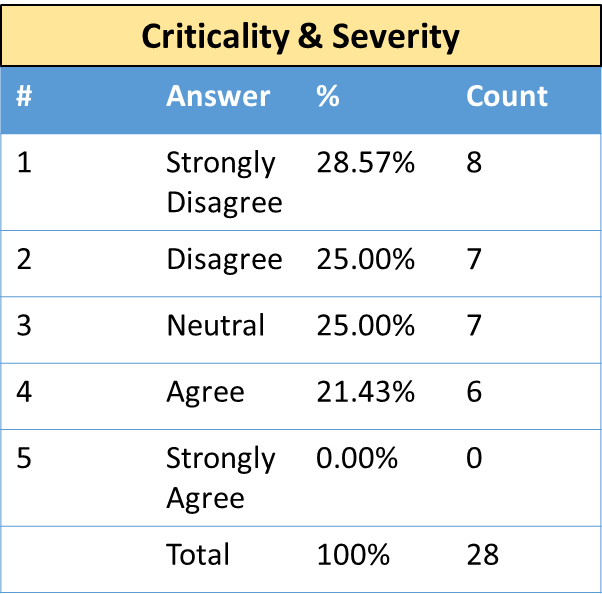 Criticality & Severity
# Answer % Count
1 Strongly Disagree 28.57% 8
2 Disagree 25.00% 7
3 Neutral 25.00% 7
4 Agree 21.43% 6
5 Strongly Agree 0.00% 0
Total 100% 28